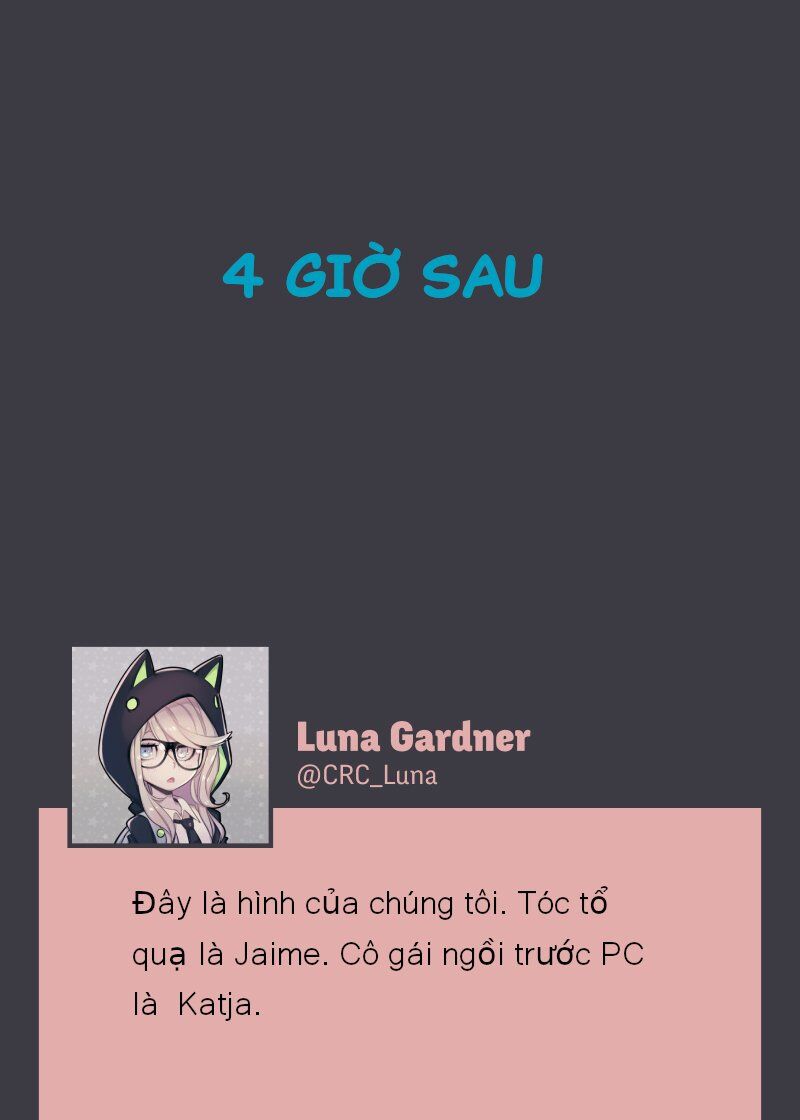 4 GIỜ SAU
Luna Gardner
@CRC_Luna
Đây là hình của chúng tôi. Tóc tổ
quạ là Jaime. Cô gái ngồi trước PC
là  Katja.